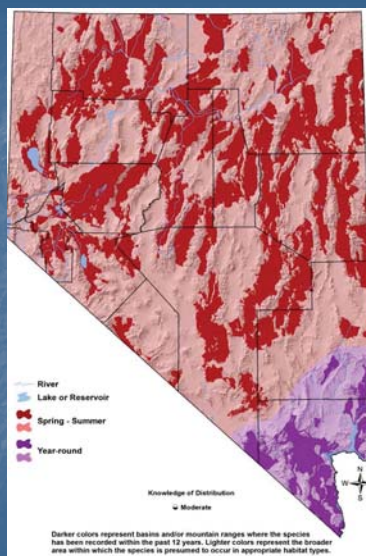 River
Lake or Reservoir
Spring - Summer
Year-round
N
W
S
Knowledge of Distribution
Moderate
Darker colors represent basins and/or mountain ranges where the species
has been recorded within the past 12 years. Lighter colors represent the broader
area within which the species is presumed to occur in appropriate habitat types.